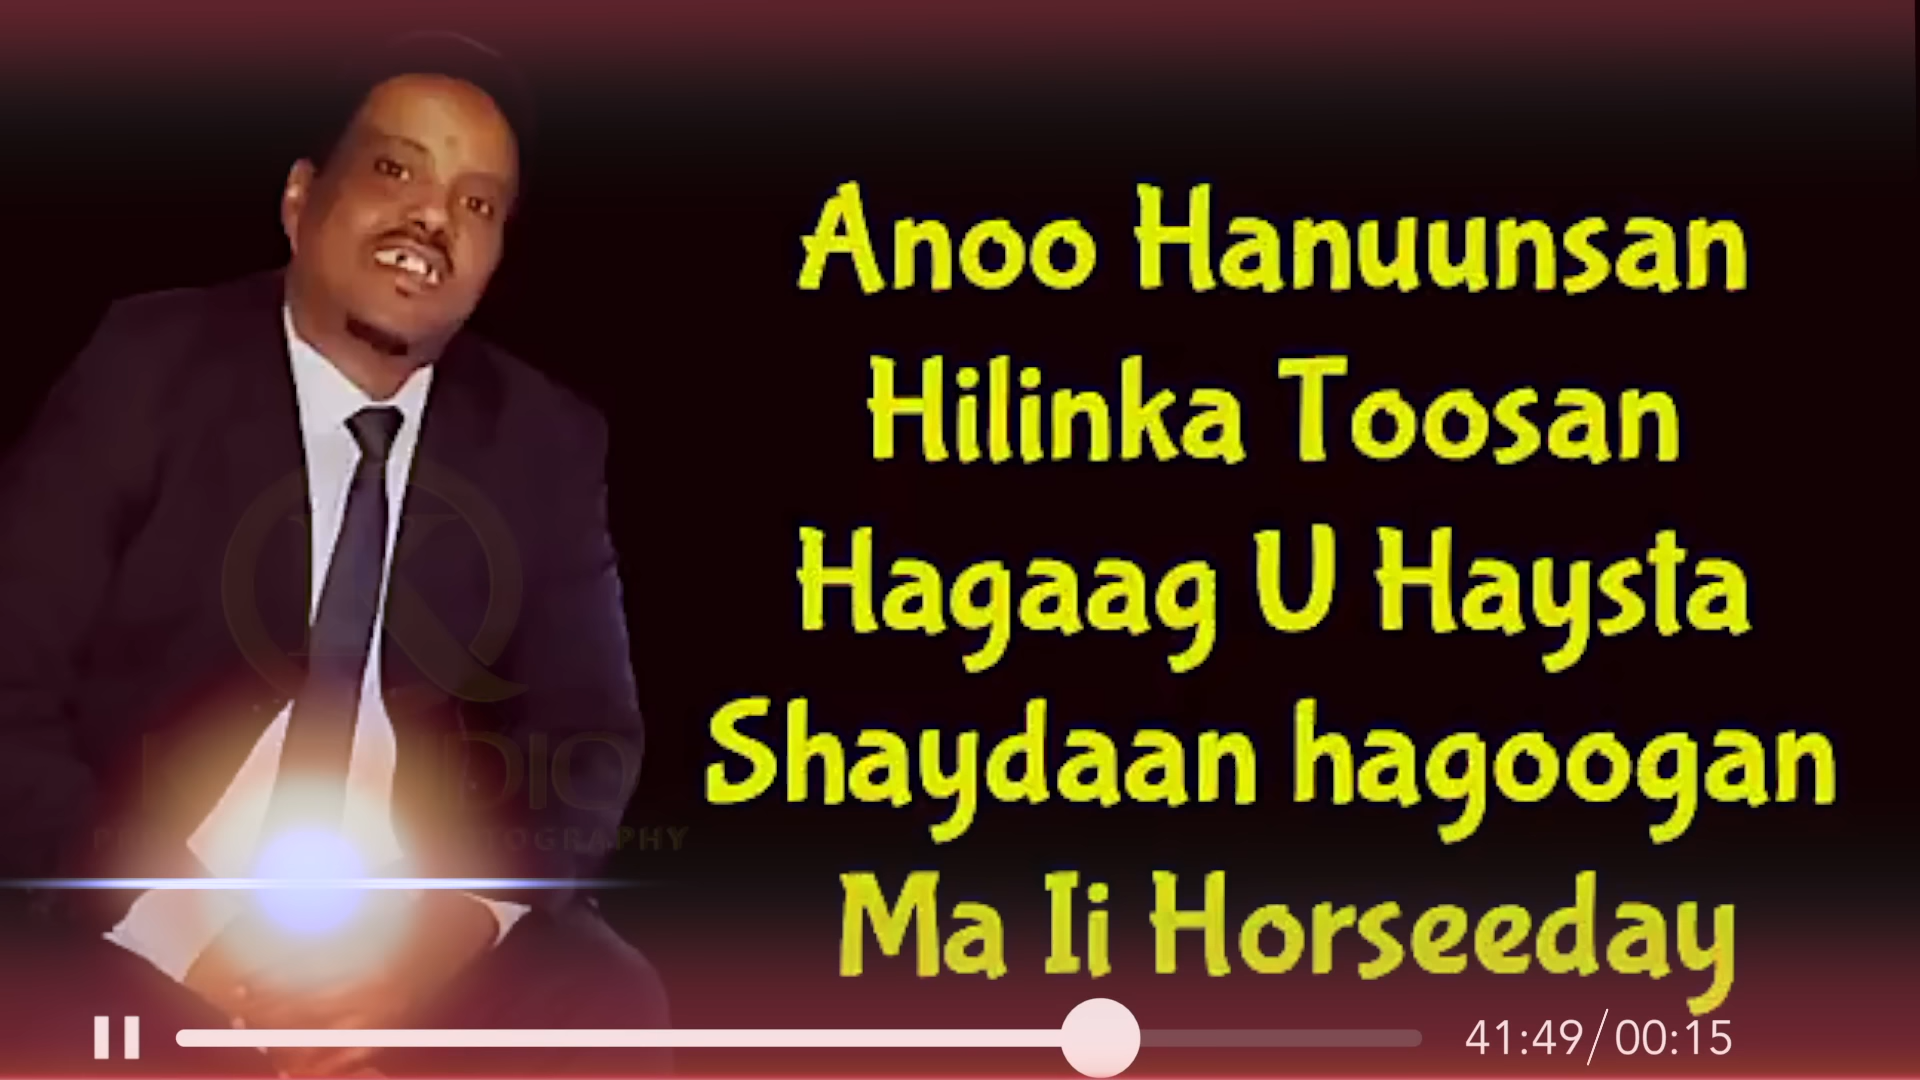 Anoo Hanuunsan
Hilinka Toosan
Hagaag U Haysta
Shaydaan hagoogan
Ma Ii Horseeday
41:49/00:15